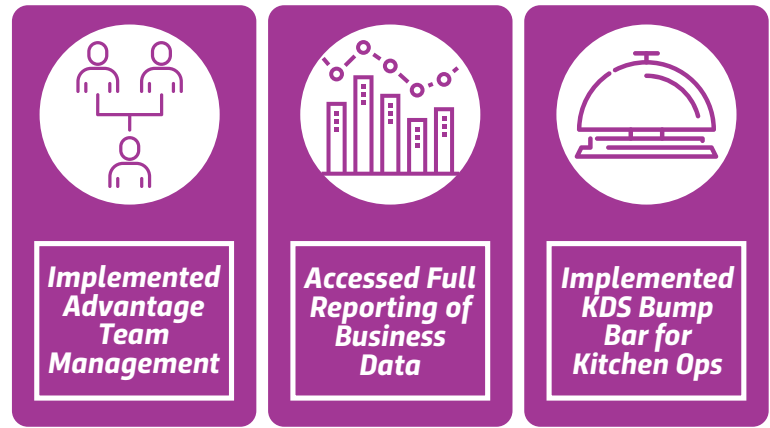 Implemented
Advantage
Team
Management
Accessed Full
Reporting of
Business
Data
Implemented
KDS Bump
Bar for
Kitchen Ops